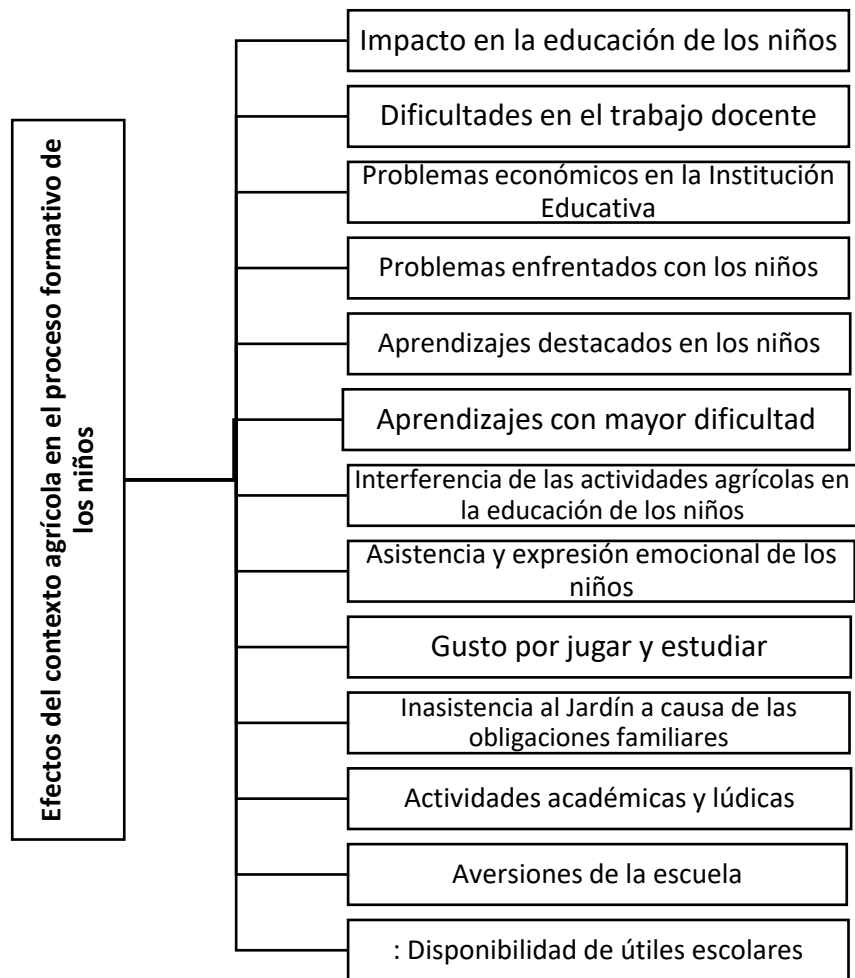 Efectos del contexto agrícola en el proceso formativo de
los niños
Impacto en la educación de los niños
Dificultades en el trabajo docente
Problemas económicos en la Institución
Educativa
Problemas enfrentados con los niños
Aprendizajes destacados en los niños
Aprendizajes con mayor dificultad
Interferencia de las actividades agrícolas en
la educación de los niños
Asistencia y expresión emocional de los
niños
Gusto por jugar y estudiar
Inasistencia al Jardín a causa de las
obligaciones familiares
Actividades académicas y lúdicas
Aversiones de la escuela
: Disponibilidad de útiles escolares